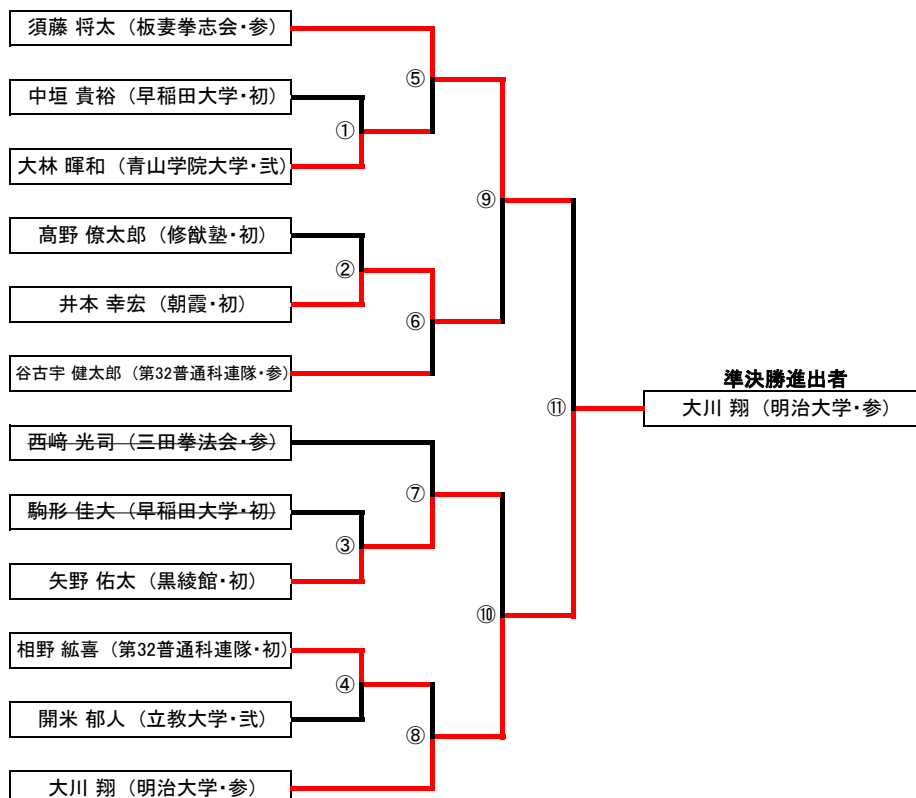 須藤 将太（板妻拳志会・参）
⑤
中垣 貴裕（早稲田大学・初）
①
大林 暉和（青山学院大学・弐）
⑨
髙野 僚太郎（修猷塾・初）
②
井本 幸宏（朝霞・初）
⑥
谷古宇 健太郎（第32普通科連隊・参）
準決勝進出者
⑪
大川 翔（明治大学・参）
西﨑 光司（三田拳法会・参）
⑦
駒形 佳大（早稲田大学・初）
③
矢野 佑太（黒綾館・初）
⑩
相野 紘喜（第32普通科連隊・初）
④
開米 郁人（立教大学・弐）
⑧
大川 翔（明治大学・参）